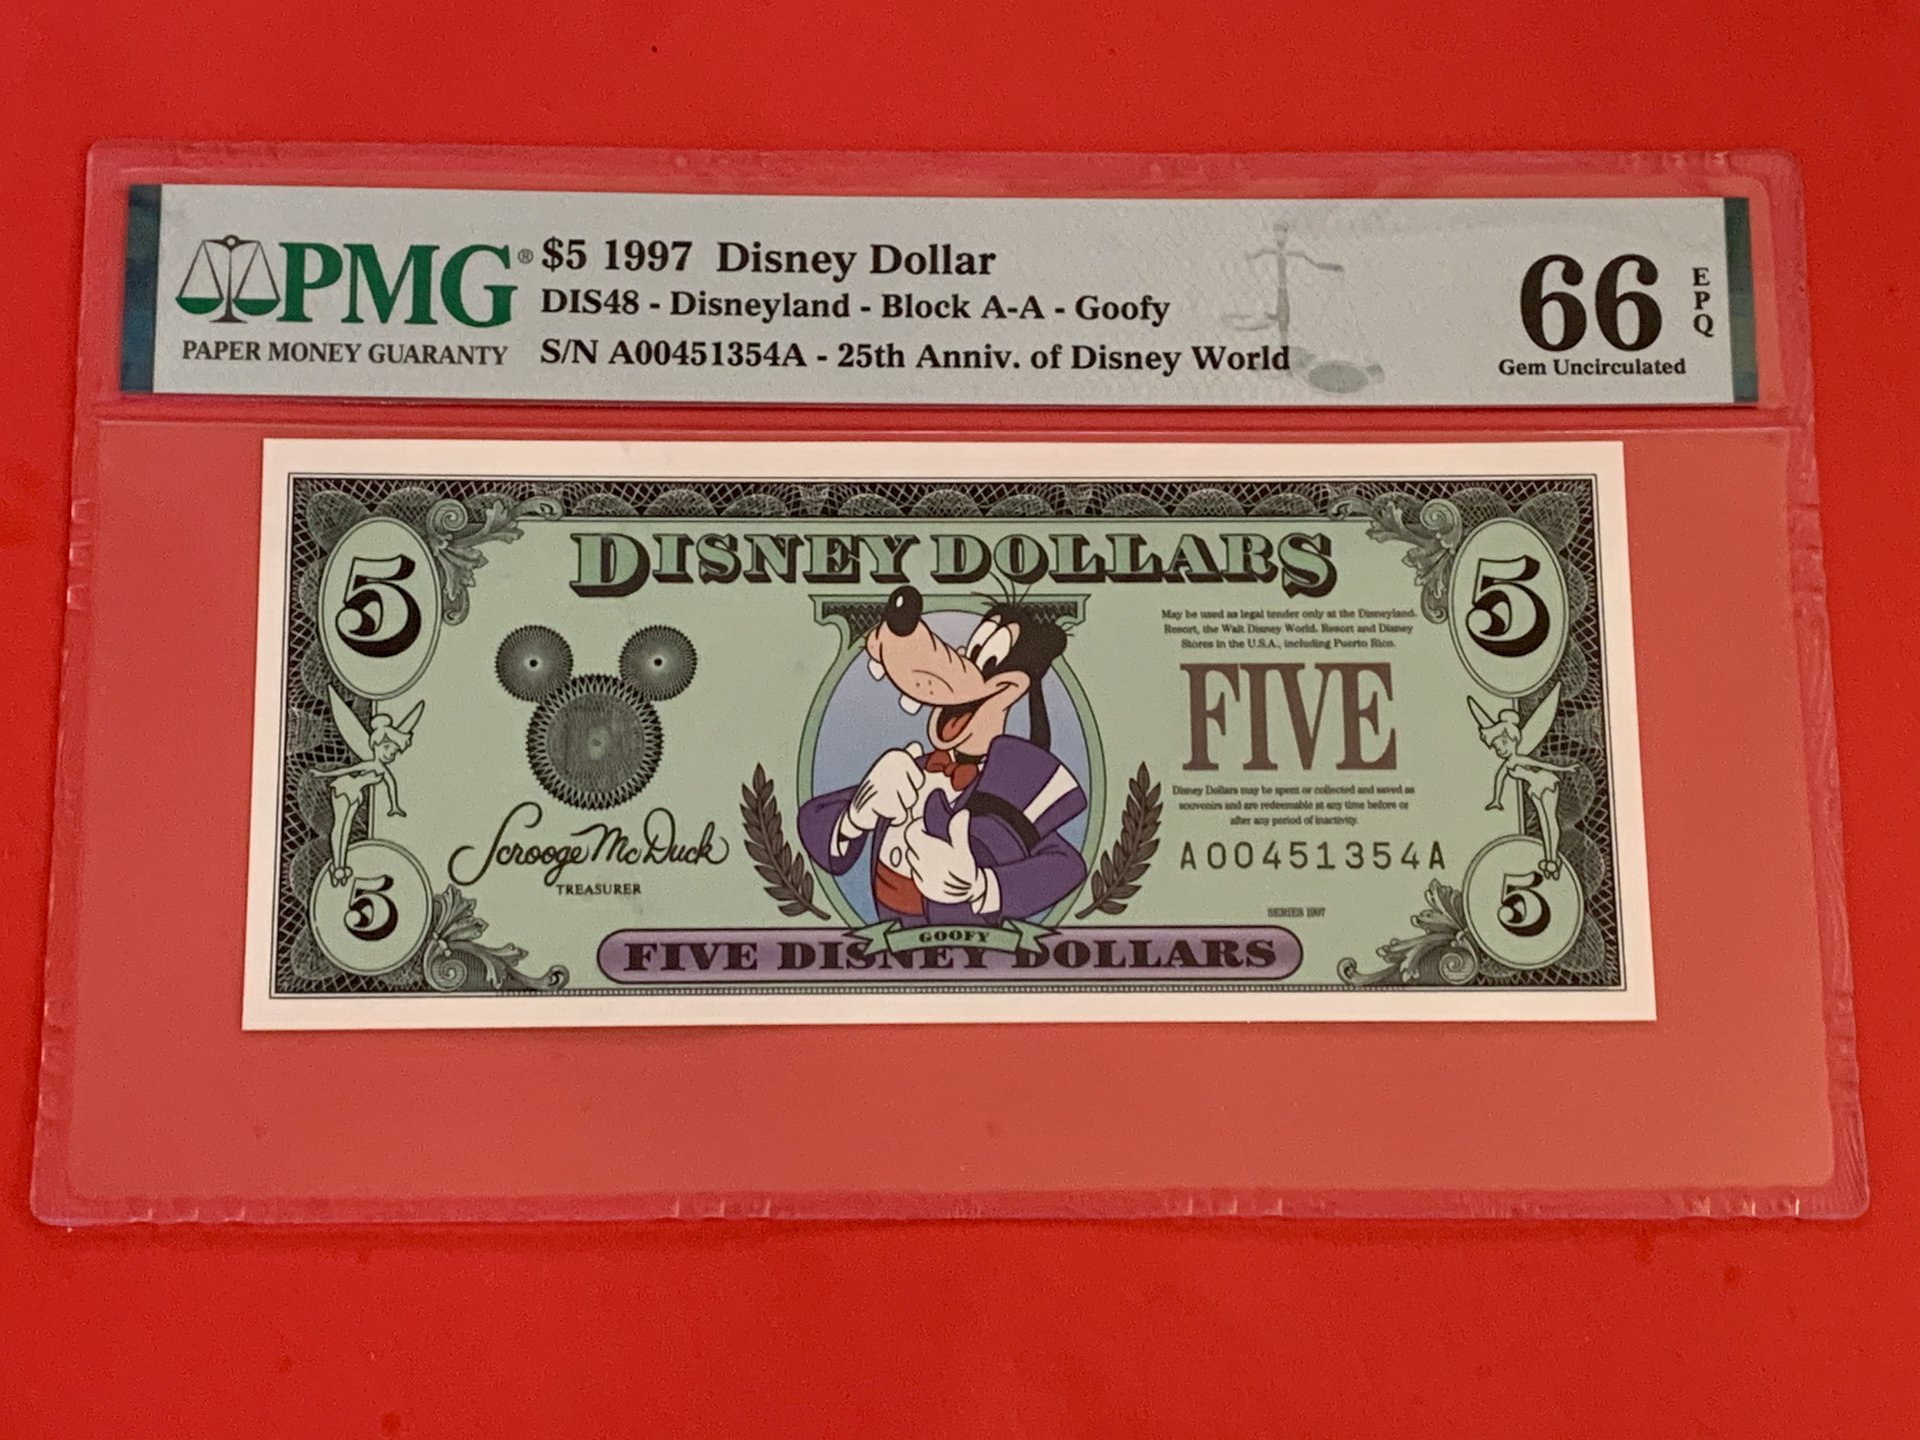 PMG®
PAPER MONEY GUARANTY
$5 1997 Disney Dollar
DIS48 - Disneyland - Block A-A - Goofy
S/N A00451354A - 25th Anniv. of Disney World
66
EPQ
Gem Uncirculated
5
DISNEY DOLLARS
5
May be used as legal tender only at the Disneyland
Resort, the Walt Disney World Resort and Disney
Stores in the U.S.A., including Puerto Rico.
FIVE
Disney Dollars may be spent or collected and saved as
souvenirs and are redeemable at any time before or
after any period of inactivity.
Scrooge McDuck
TREASURER
A00451354A
SERIES 1997
5
GOOFY
FIVE DISNEY DOLLARS
5